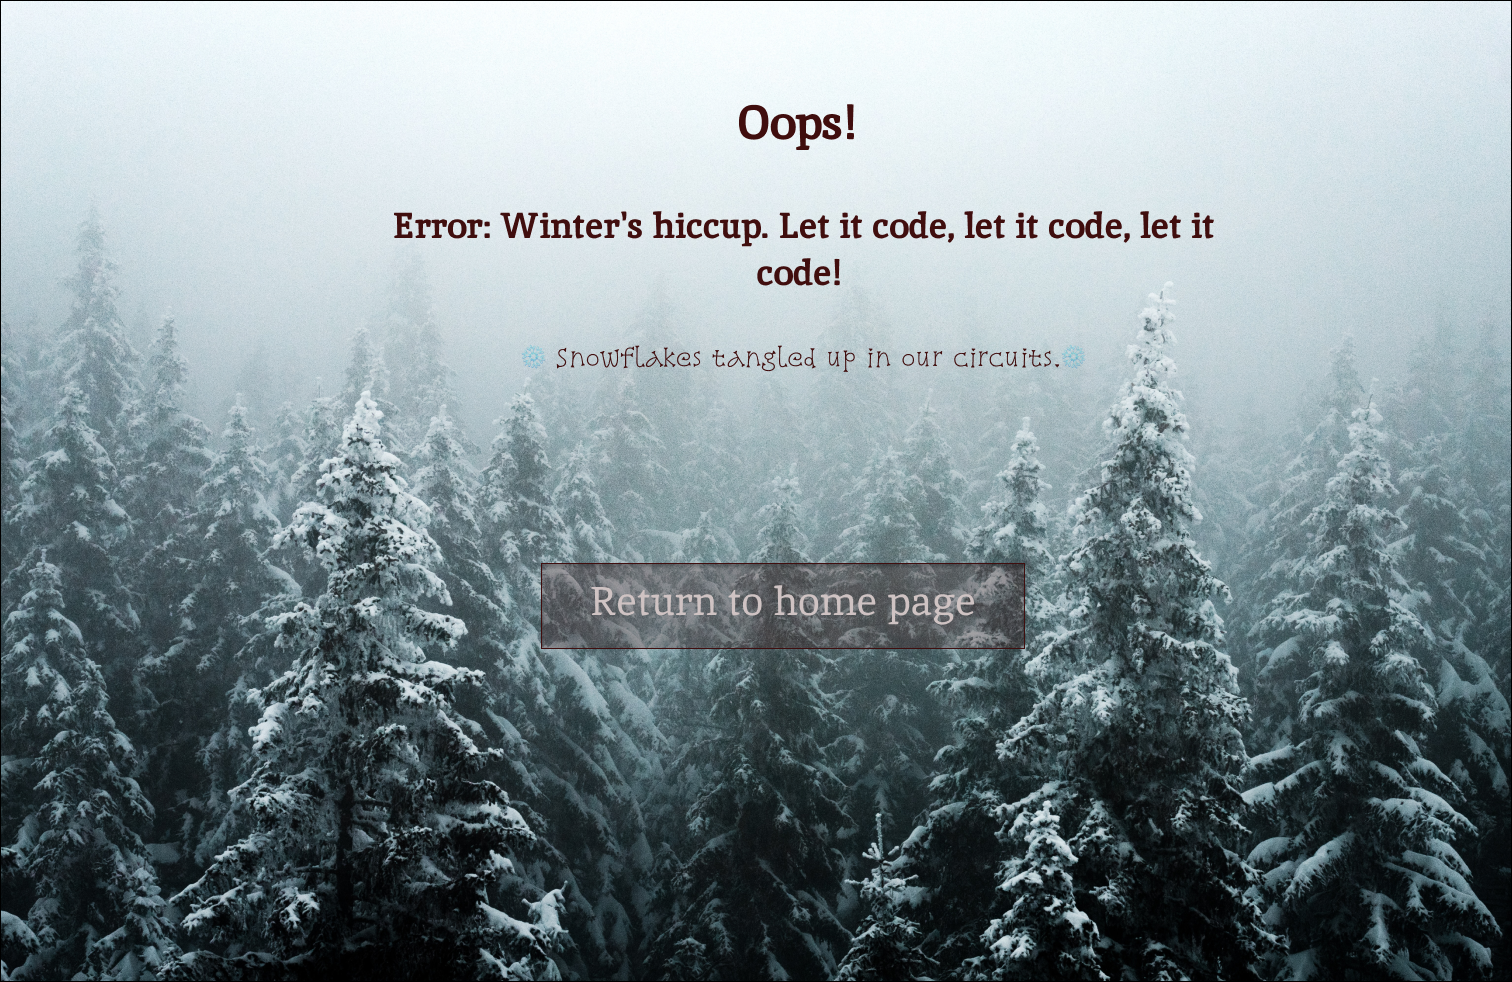 Oops!
Error: Winter's hiccup. Let it code, let it code, let it
code!
Snowflakes tangled up in our circuits.
Return to home page